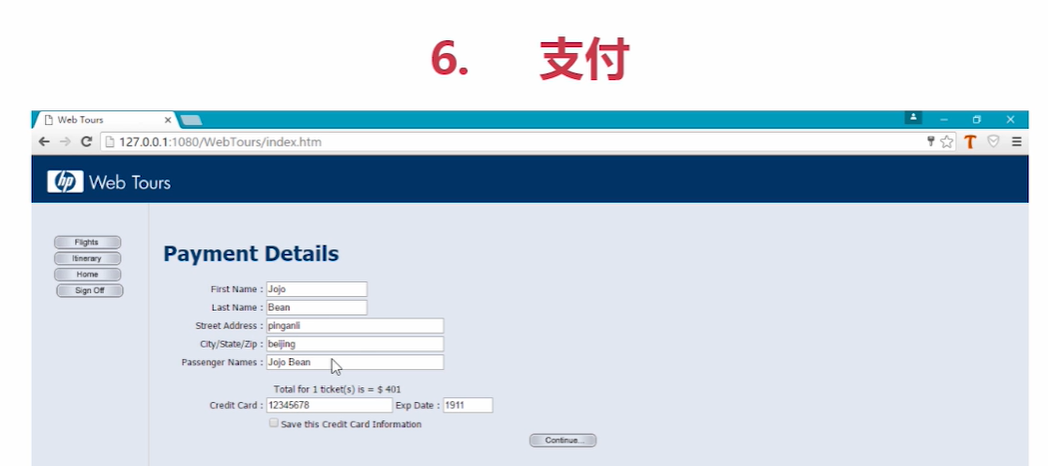 6. 支付
Web Tours
127.0.0.1:1080/WebTours/index.htm
hp Web Tours
Flights
Itinerary
Home
Sign Off
Payment Details
First Name : Jojo
Last Name : Bean
Street Address : pinganli
City/State/Zip : beijing
Passenger Names : Jojo Bean
Total for 1 ticket(s) is = $ 401
Credit Card : 12345678 Exp Date : 1911
Save this Credit Card Information
Continue...